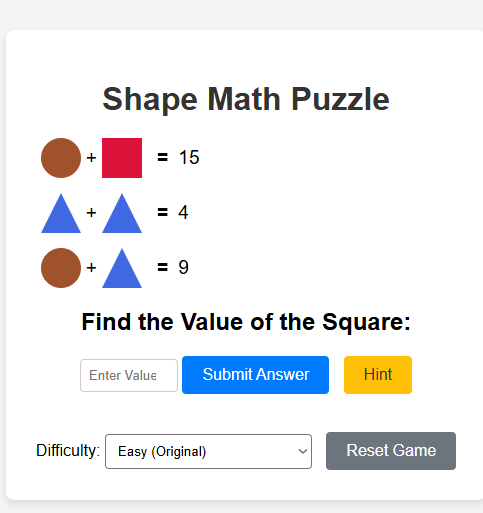 Shape Math Puzzle
+ = 15
+ = 4
+ = 9
Find the Value of the Square:
Enter Value Submit Answer Hint
Difficulty: Easy (Original) Reset Game